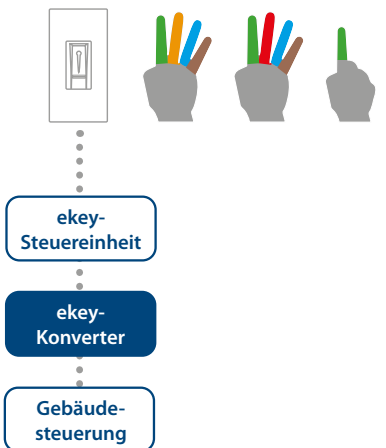 ekey-
Steuereinheit
ekey-
Konverter
Gebäude-
steuerung